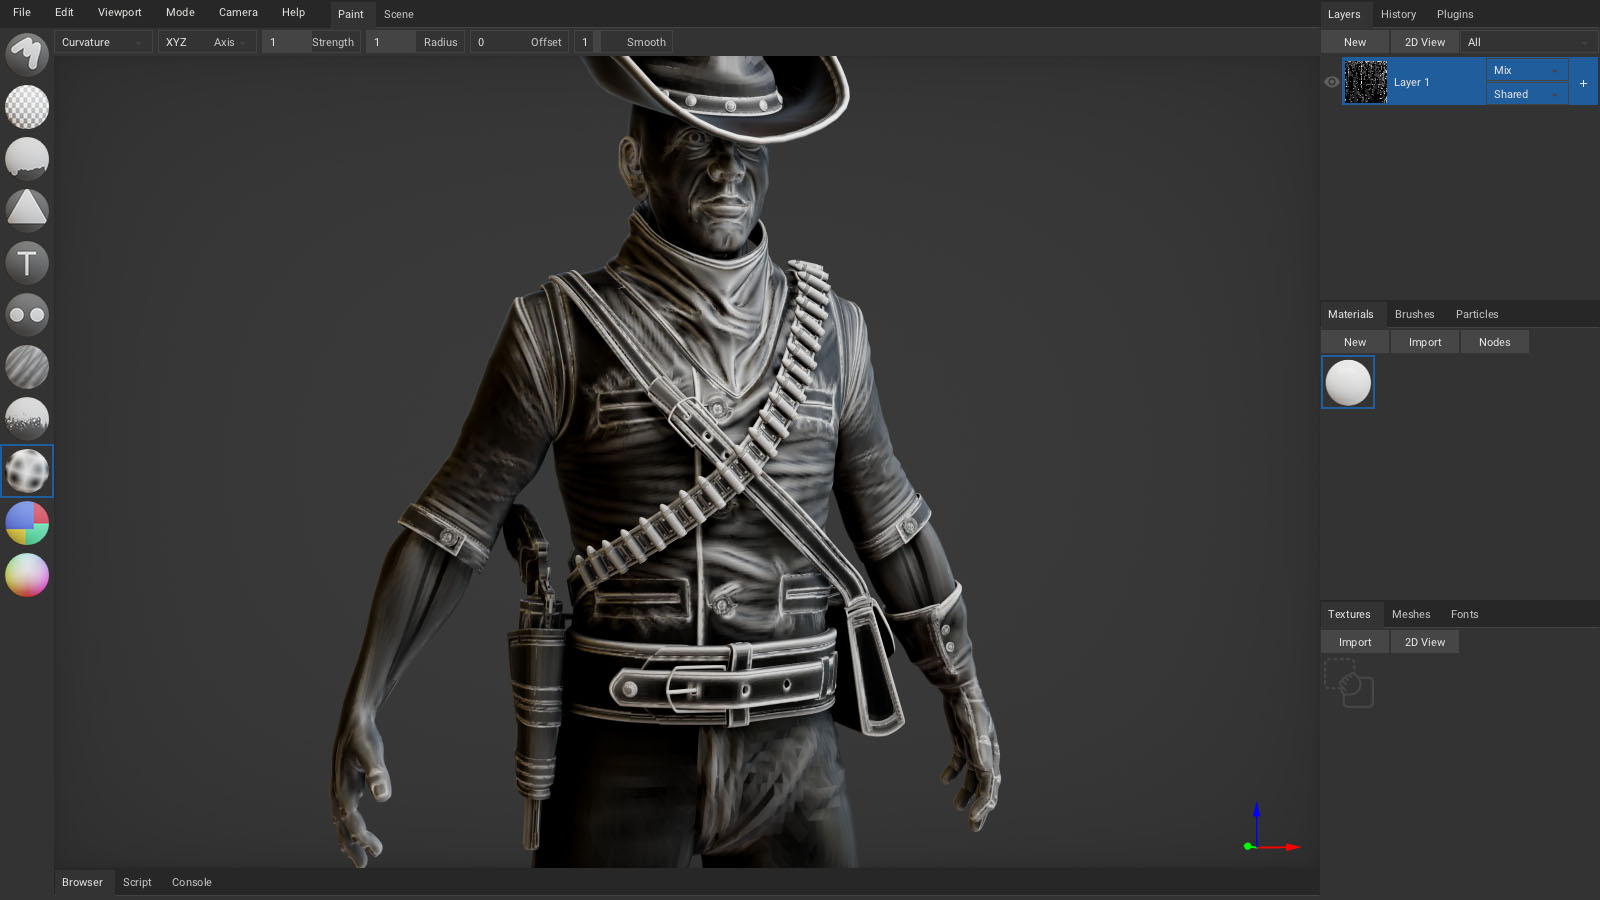 File Edit Viewport Mode Camera Help Paint Scene
Layers History Plugins
Curvature XYZ Axis 1 Strength 1 Radius 0 Offset 1 Smooth
New 2D View All
Layer 1 Mix
Shared
T
+
Materials Brushes Particles
New Import Nodes
Textures Meshes Fonts
Import 2D View
Browser Script Console